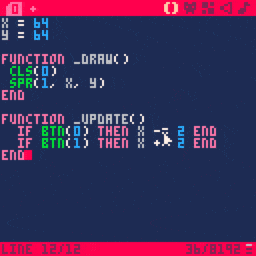 X = 64
Y = 64
FUNCTION _DRAW()
CLS(0)
SPR(1, X, Y)
END
FUNCTION _UPDATE()
IF BTN(0) THEN X -= 2 END
IF BTN(1) THEN X += 2 END
END
LINE 12/12 36/8192